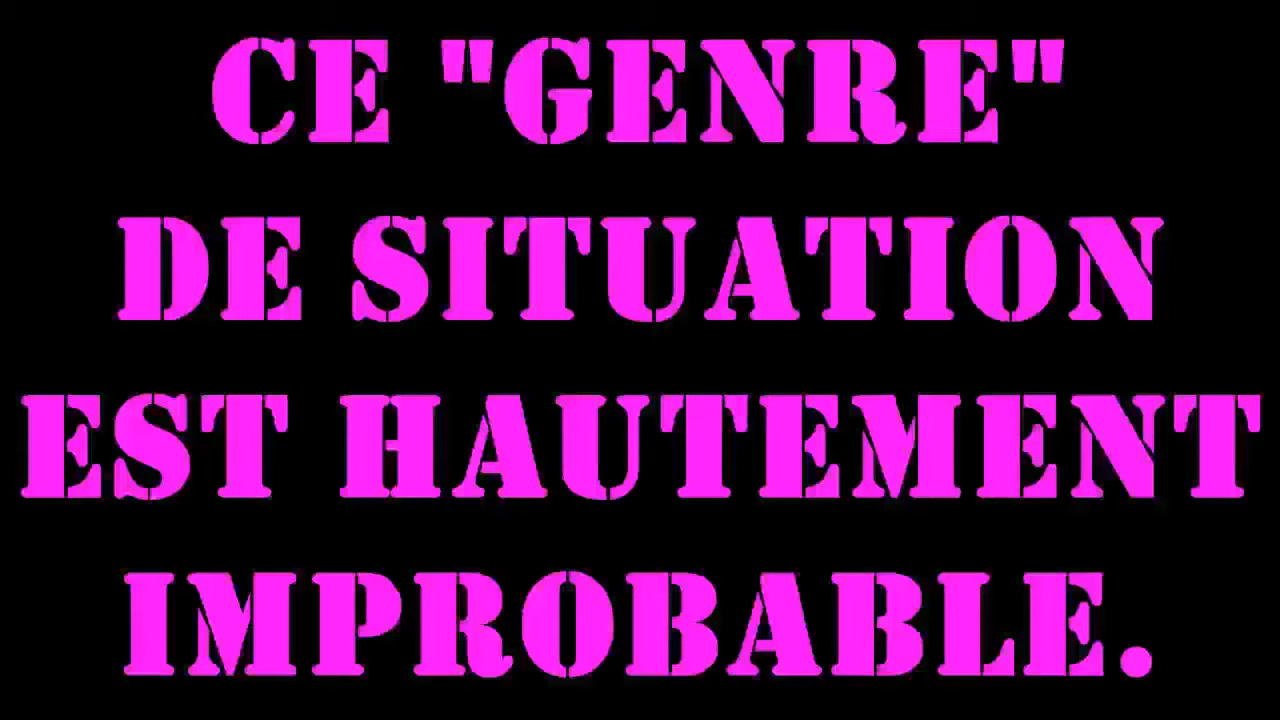 CE "GENRE"
DE SITUATION
EST HAUTEMENT
IMPROBABLE.